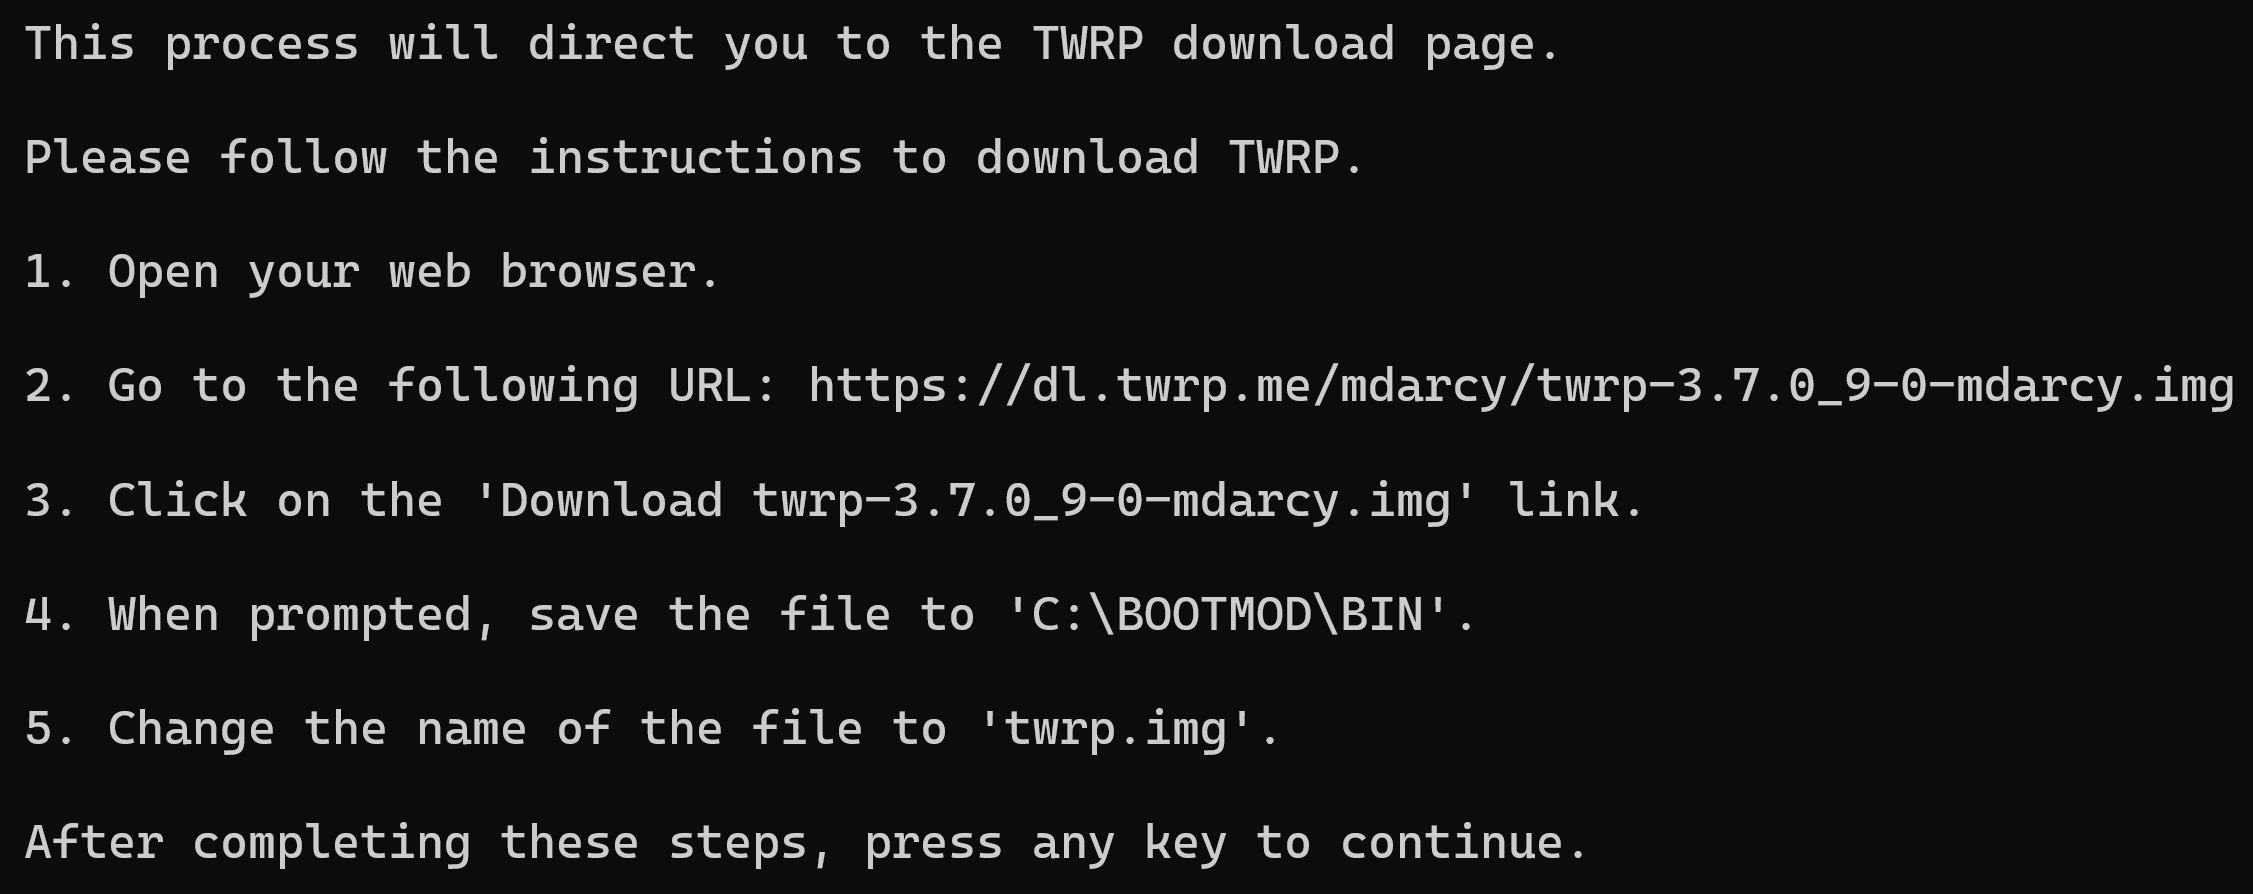 This process will direct you to the TWRP download page.
Please follow the instructions to download TWRP.
1. Open your web browser.
2. Go to the following URL: https://dl.twrp.me/mdarcy/twrp-3.7.0_9-0-mdarcy.img
3. Click on the 'Download twrp-3.7.0_9-0-mdarcy.img' link.
4. When prompted, save the file to 'C:\BOOTMOD\BIN'.
5. Change the name of the file to 'twrp.img'.
After completing these steps, press any key to continue.